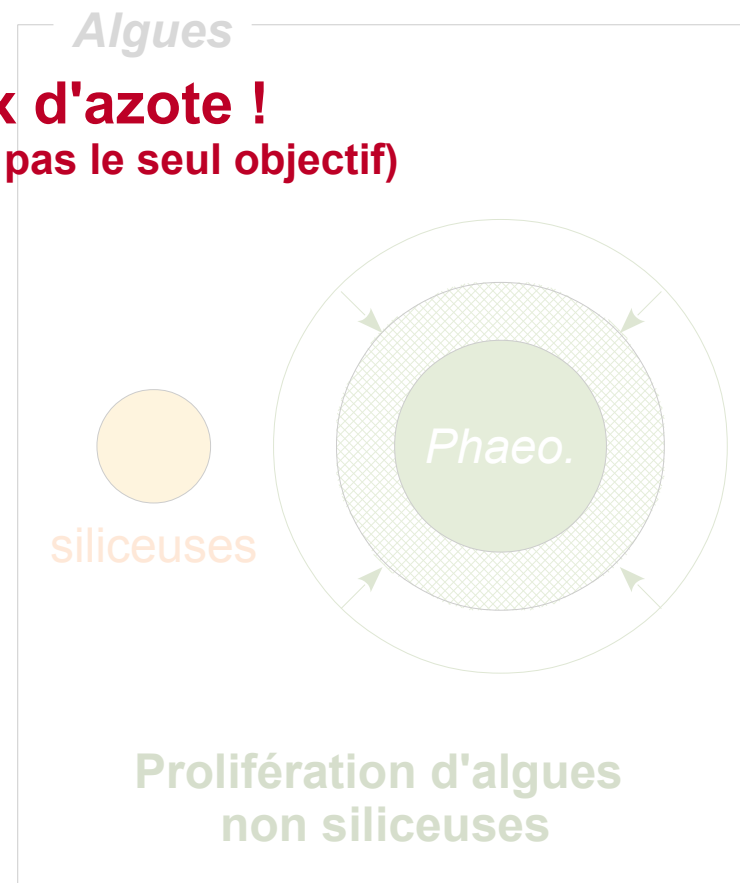 Algues
x d'azote !
pas le seul objectif)
Phaeo.
siliceuses
Prolifération d'algues
non siliceuses